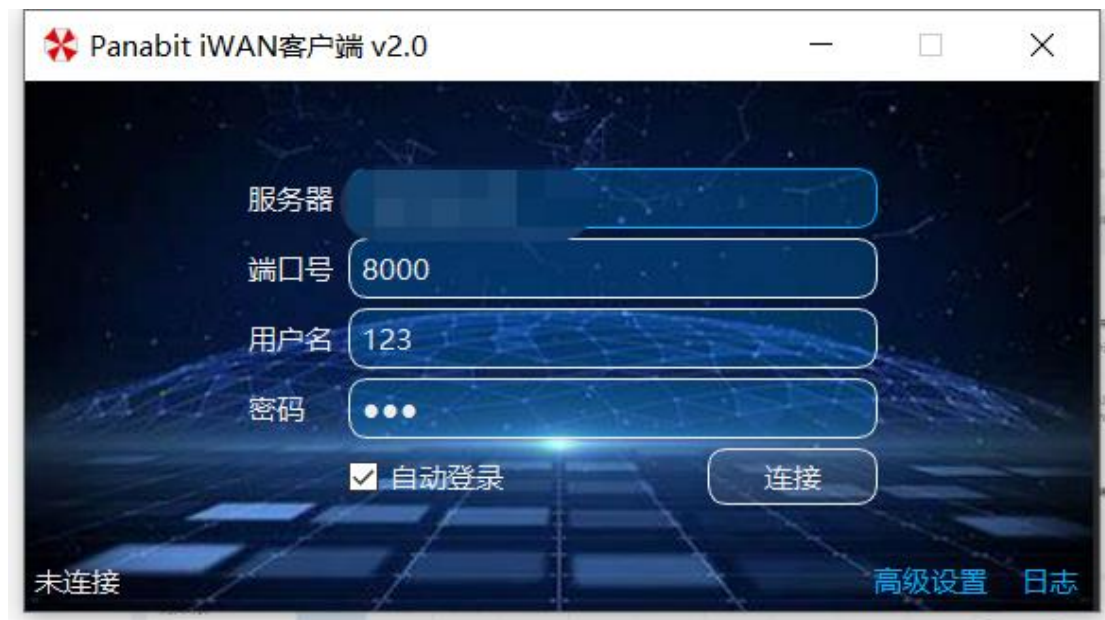 Panabit iWAN客户端 v2.0
服务器
端口号 8000
用户名 123
密码 ●●●
自动登录 连接
未连接 高级设置 日志